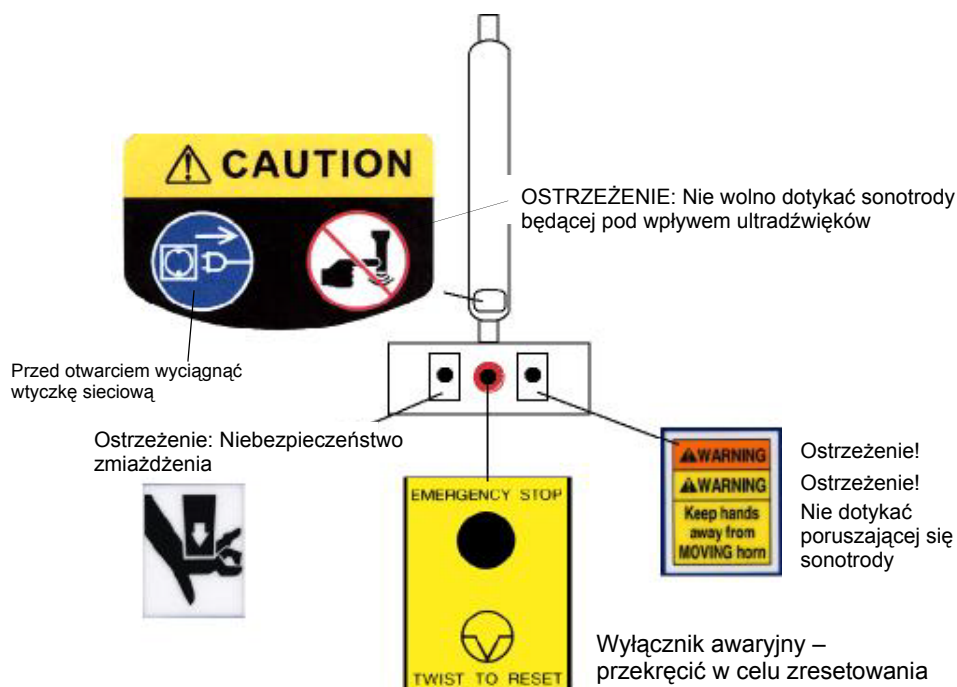 CAUTION
OSTRZEŻENIE: Nie wolno dotykać sonotrody
będącej pod wpływem ultradźwięków
Przed otwarciem wyciągnąć
wtyczkę sieciową
Ostrzeżenie: Niebezpieczeństwo
zmiażdżenia
EMERGENCY STOP
TWIST TO RESET
WARNING
WARNING
Keep hands
away from
MOVING horn
Ostrzeżenie!
Ostrzeżenie!
Nie dotykać
poruszającej się
sonotrody
Wyłącznik awaryjny –
przekręcić w celu zresetowania